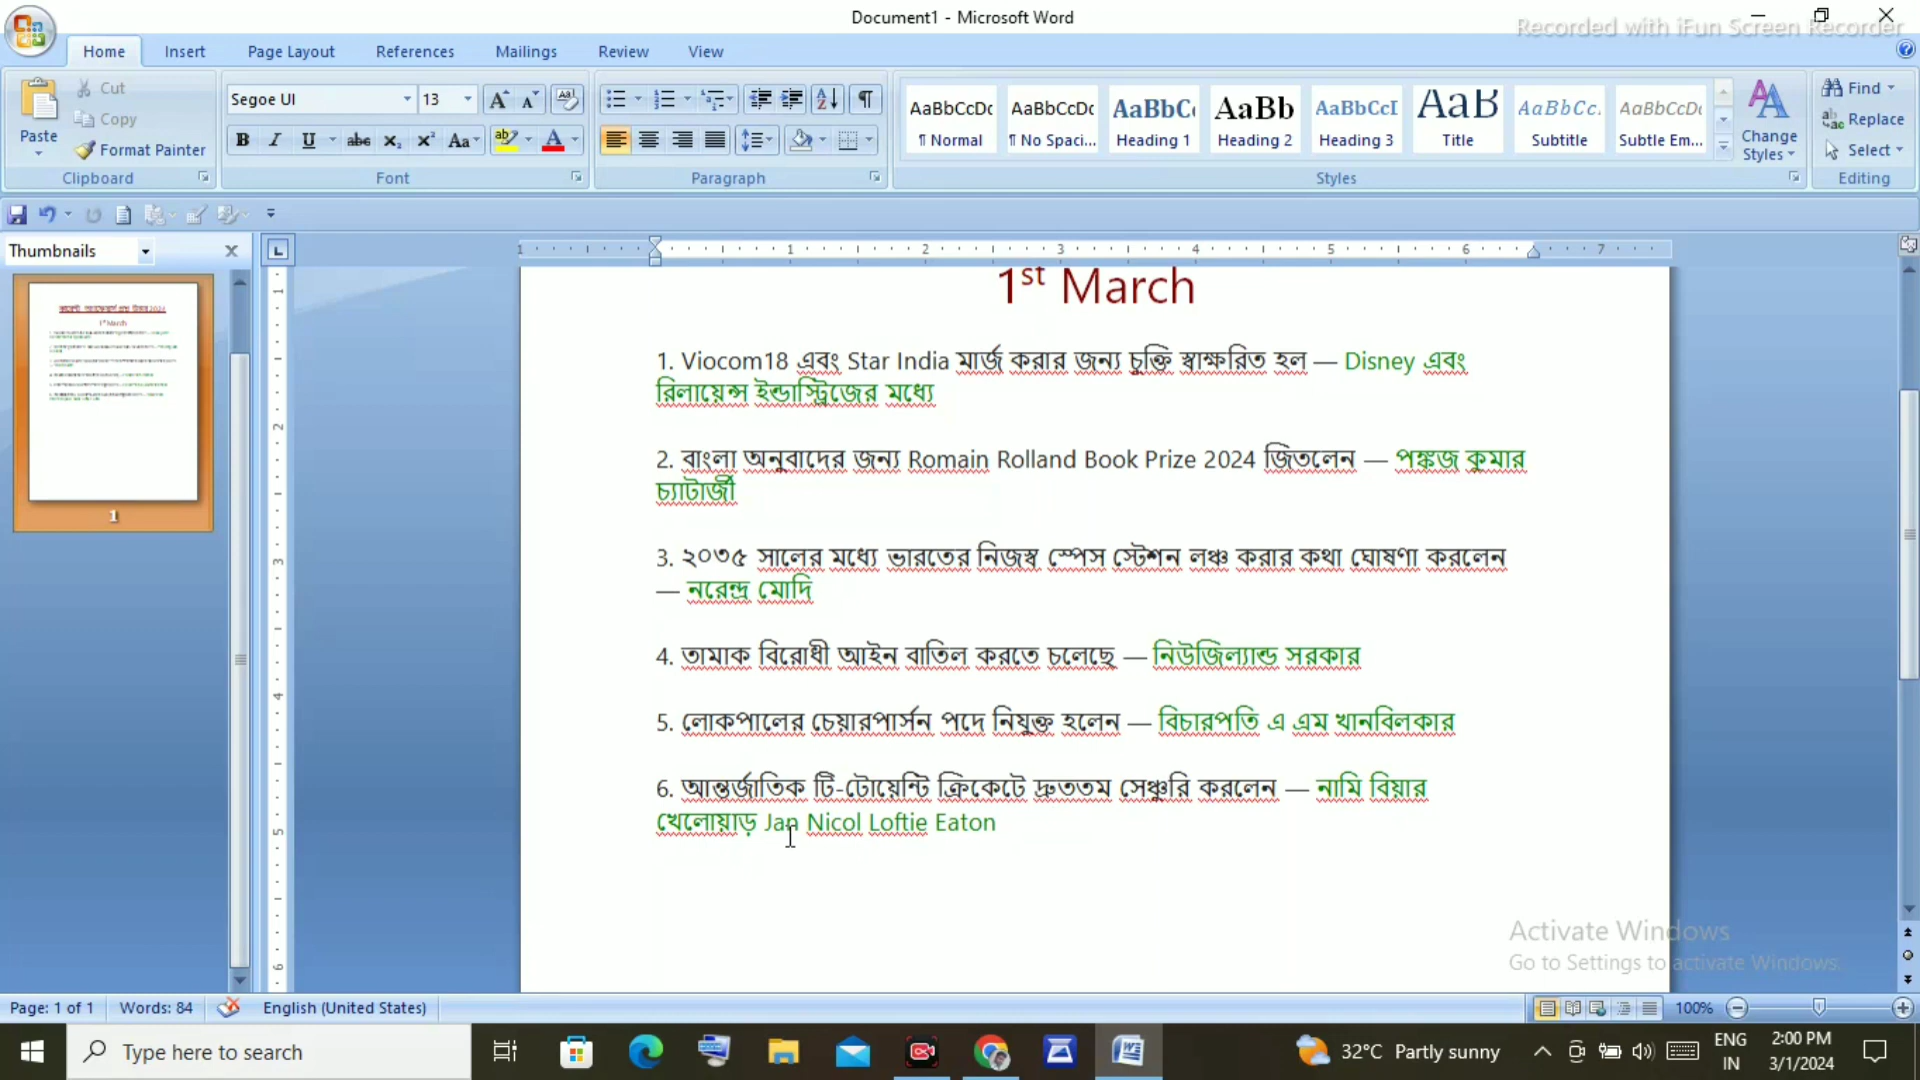 Document1 - Microsoft Word
Recorded with iFun Screen Recorder
Home Insert Page Layout References Mailings Review View
Paste
Cut
Copy
Format Painter
Clipboard
Segoe UI 13
Font
Paragraph
AaBbCcDc AaBbCcDc AaBbC AaBb AaBbCcI AaB AaBbCc. AaBbCcDc
¶ Normal ¶ No Spaci... Heading 1 Heading 2 Heading 3 Title Subtitle Subtle Em...
Change Styles
Styles
Find
Replace
Select
Editing
Thumbnails
1
1st March
1. Viocom18 এবং Star India মার্জ করার জন্য চুক্তি স্বাক্ষরিত হল — Disney এবং
রিলায়েন্স ইন্ডাস্ট্রিজের মধ্যে
2. বাংলা অনুবাদের জন্য Romain Rolland Book Prize 2024 জিতলেন — পঙ্কজ কুমার
চ্যাটার্জী
3. ২০৩৫ সালের মধ্যে ভারতের নিজস্ব স্পেস স্টেশন লঞ্চ করার কথা ঘোষণা করলেন
— নরেন্দ্র মোদি
4. তামাক বিরোধী আইন বাতিল করতে চলেছে — নিউজিল্যান্ড সরকার
5. লোকপালের চেয়ারপার্সন পদে নিযুক্ত হলেন — বিচারপতি এ এম খানবিলকার
6. আন্তর্জাতিক টি-টোয়েন্টি ক্রিকেটে দ্রুততম সেঞ্চুরি করলেন — নামিবিয়ার
খেলোয়াড় Jan Nicol Loftie Eaton
Activate Windows
Go to Settings to activate Windows.
Page: 1 of 1 Words: 84 English (United States) 100%
Type here to search
32°C Partly sunny
ENG
IN
2:00 PM
3/1/2024